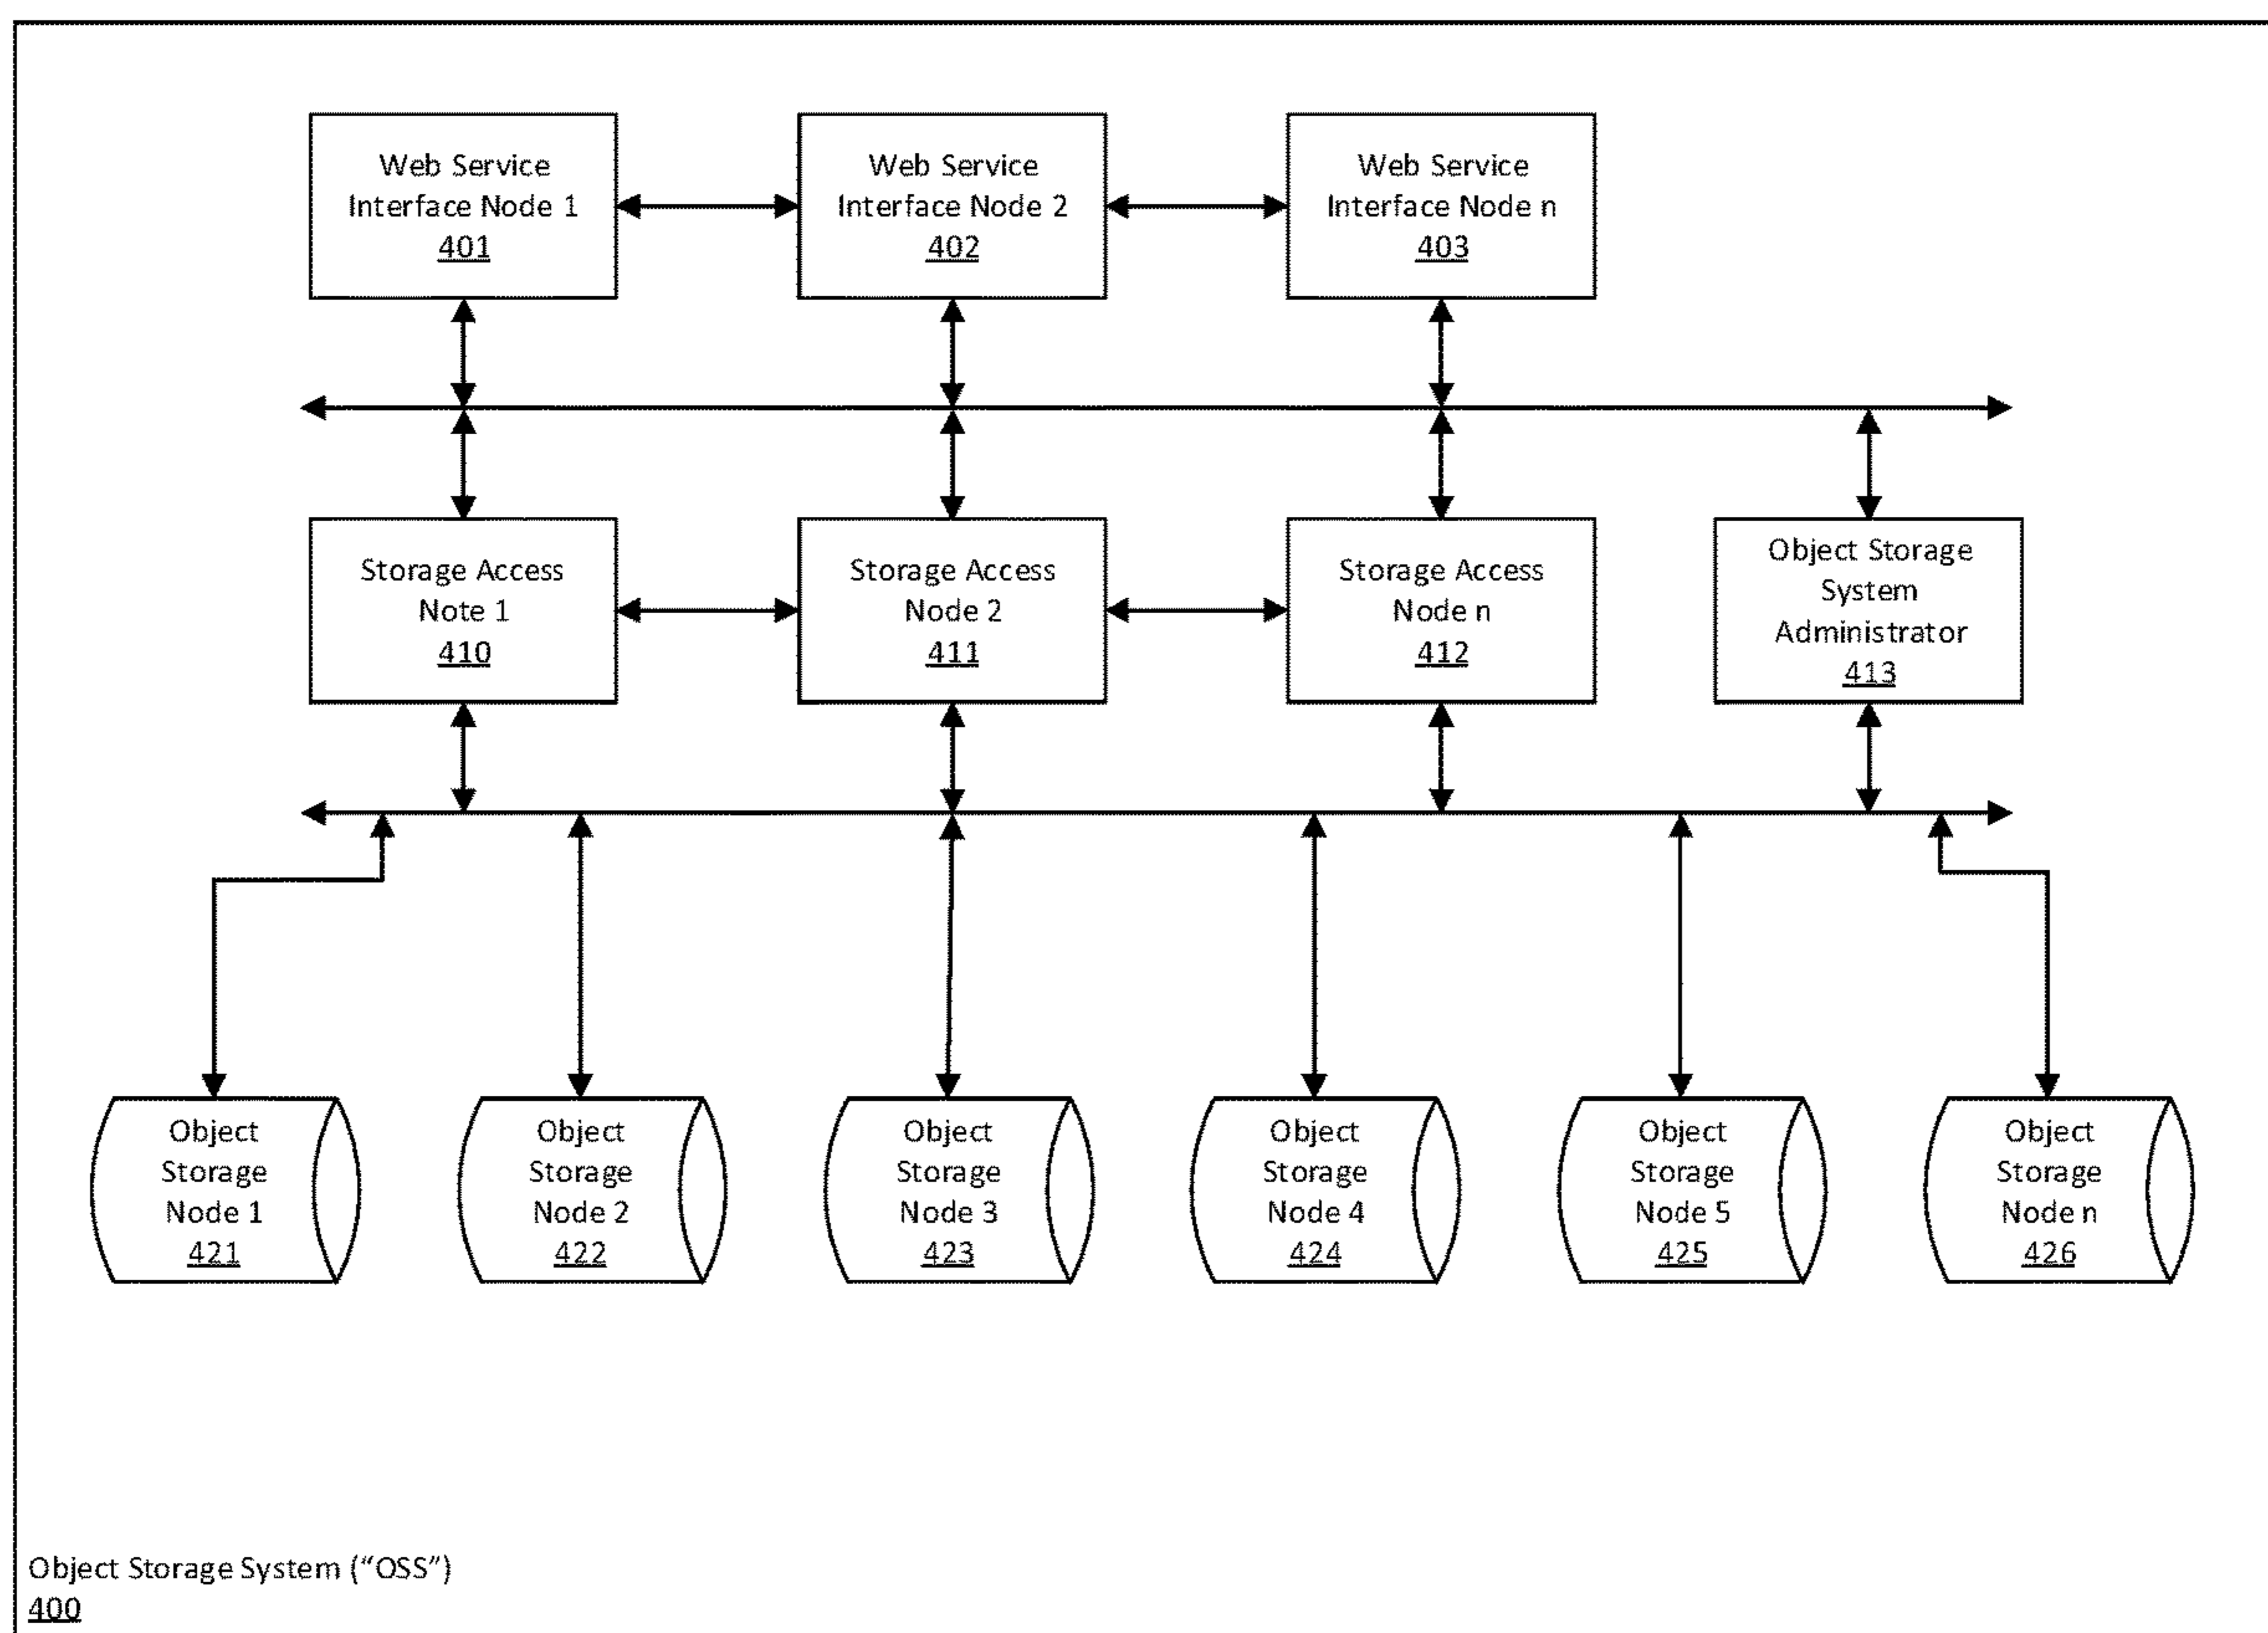 Web Service
Interface Node 1
401
Web Service
Interface Node 2
402
Web Service
Interface Node n
403
Storage Access
Note 1
410
Storage Access
Node 2
411
Storage Access
Node n
412
Object Storage
System
Administrator
413
Object
Storage
Node 1
421
Object
Storage
Node 2
422
Object
Storage
Node 3
423
Object
Storage
Node 4
424
Object
Storage
Node 5
425
Object
Storage
Node n
426
Object Storage System (“OSS”)
400